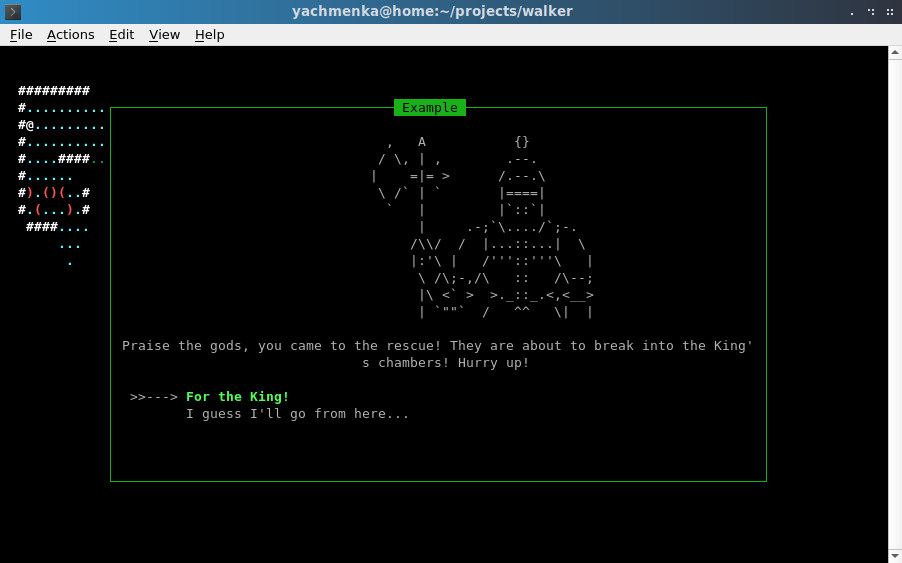 yachmenka@home:~/projects/walker
File Actions Edit View Help
Example
Praise the gods, you came to the rescue! They are about to break into the King'
s chambers! Hurry up!
>>---> For the King!
I guess I'll go from here...